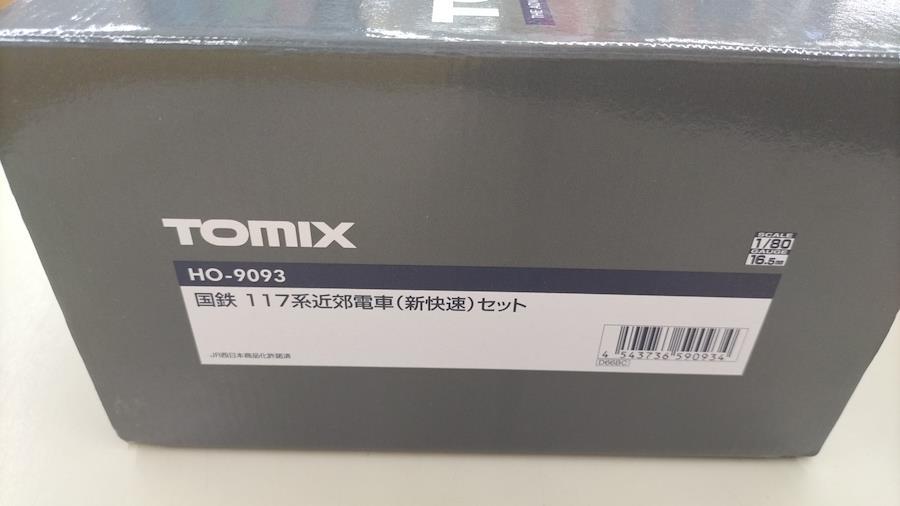 TOMIX
HO-9093
国鉄 117系近郊電車(新快速)セット
JR西日本商品化許諾済
SCALE
1/80
GAUGE
16.5mm
4 543736 590934
D66BC